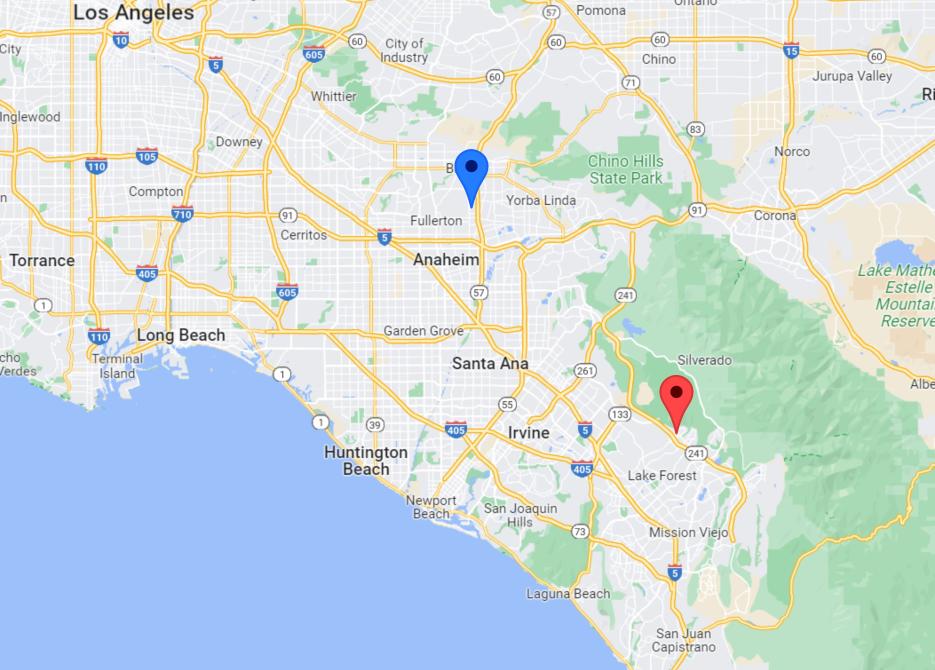 Los Angeles
57
Pomona
Ontario
10
605
60
City of
Industry
60
60
15
City
5
Chino
60
60
71
Jurupa Valley
Whittier
Ri
Inglewood
83
Downey
105
110
Norco
B
Chino Hills
State Park
Compton
Yorba Linda
n
710
91
Fullerton
91
Corona
Cerritos
5
Torrance
Anaheim
405
605
57
241
Lake Mathe
Estelle
Mountain
Reserve
1
110
Long Beach
Garden Grove
cho
Verdes
Terminal
Island
Santa Ana
Silverado
1
261
Albe
55
133
1
39
405
Irvine
5
Huntington
Beach
241
405
Lake Forest
Newport
Beach
San Joaquin
Hills
73
Mission Viejo
5
Laguna Beach
San Juan
Capistrano